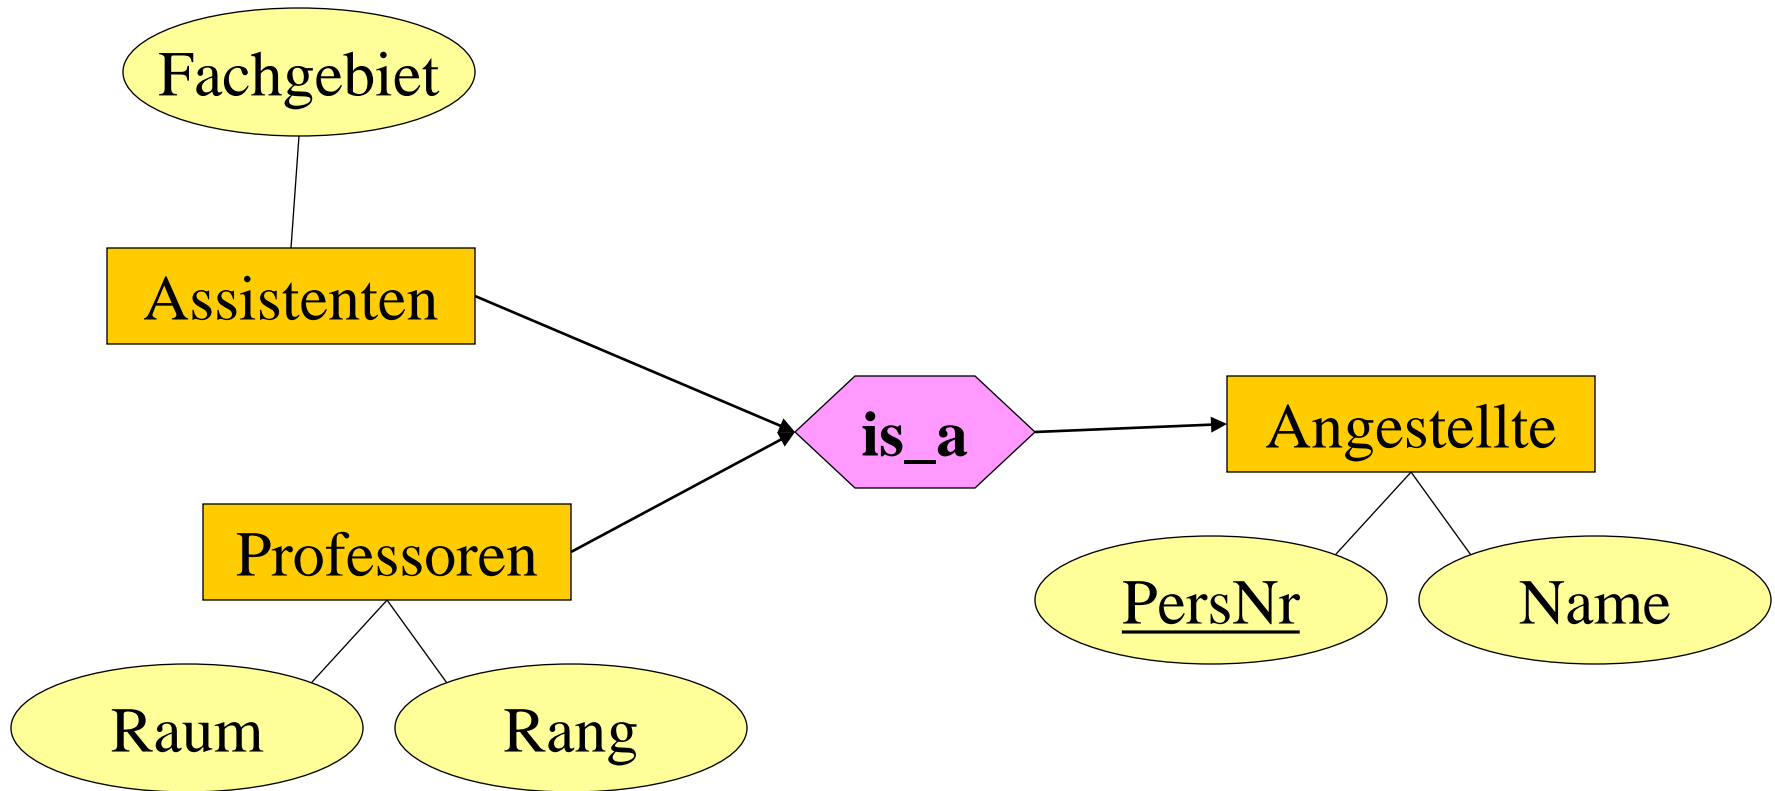 Fachgebiet
Assistenten
is_a
Angestellte
Professoren
PersNr
Name
Raum
Rang